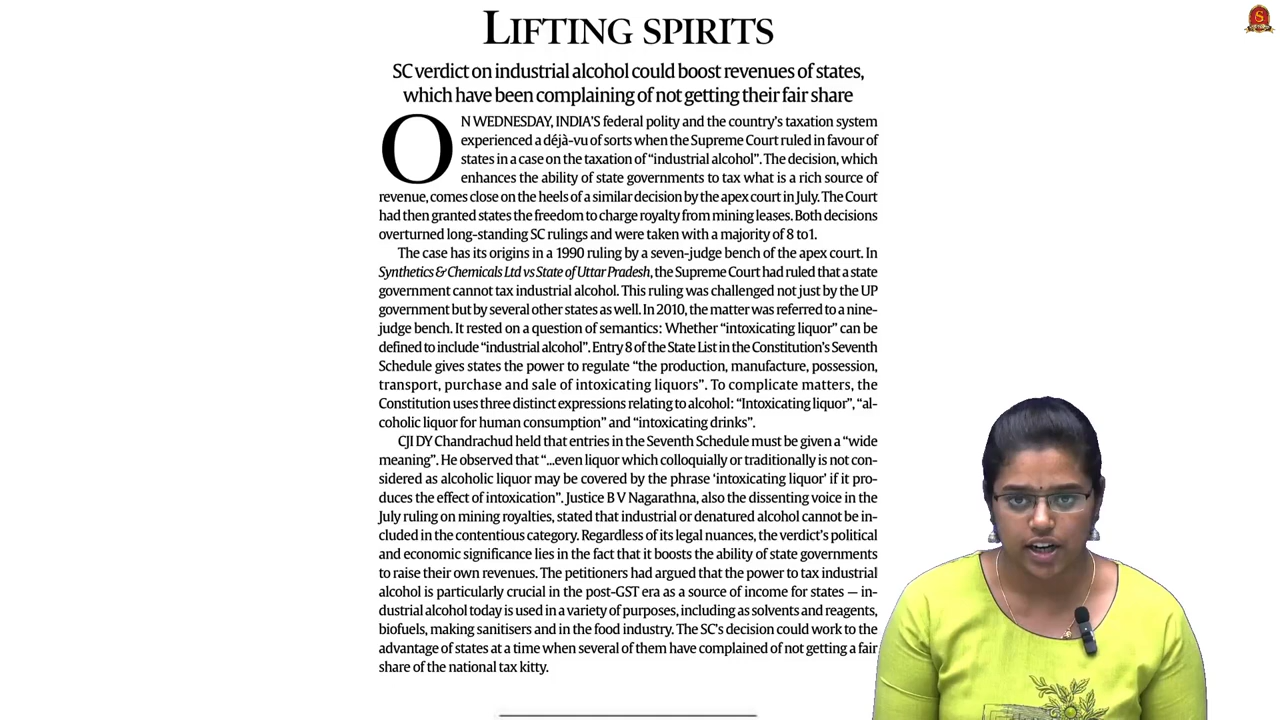 LIFTING SPIRITS
SC verdict on industrial alcohol could boost revenues of states,
which have been complaining of not getting their fair share
ON WEDNESDAY, INDIA'S federal polity and the country's taxation system
experienced a déjà-vu of sorts when the Supreme Court ruled in favour of
states in a case on the taxation of “industrial alcohol”. The decision, which
enhances the ability of state governments to tax what is a rich source of
revenue, comes close on the heels of a similar decision by the apex court in July. The Court
had then granted states the freedom to charge royalty from mining leases. Both decisions
overturned long-standing SC rulings and were taken with a majority of 8 to1.
The case has its origins in a 1990 ruling by a seven-judge bench of the apex court. In
Synthetics & Chemicals Ltd vs State of Uttar Pradesh, the Supreme Court had ruled that a state
government cannot tax industrial alcohol. This ruling was challenged not just by the UP
government but by several other states as well. In 2010, the matter was referred to a nine-
judge bench. It rested on a question of semantics: Whether “intoxicating liquor” can be
defined to include “industrial alcohol”. Entry 8 of the State List in the Constitution's Seventh
Schedule gives states the power to regulate “the production, manufacture, possession,
transport, purchase and sale of intoxicating liquors”. To complicate matters, the
Constitution uses three distinct expressions relating to alcohol: “Intoxicating liquor”, “al-
coholic liquor for human consumption” and “intoxicating drinks”.
CJI DY Chandrachud held that entries in the Seventh Schedule must be given a “wide
meaning”. He observed that “...even liquor which colloquially or traditionally is not con-
sidered as alcoholic liquor may be covered by the phrase ‘intoxicating liquor’ if it pro-
duces the effect of intoxication”. Justice B V Nagarathna, also the dissenting voice in the
July ruling on mining royalties, stated that industrial or denatured alcohol cannot be in-
cluded in the contentious category. Regardless of its legal nuances, the verdict's political
and economic significance lies in the fact that it boosts the ability of state governments
to raise their own revenues. The petitioners had argued that the power to tax industrial
alcohol is particularly crucial in the post-GST era as a source of income for states — in-
dustrial alcohol today is used in a variety of purposes, including as solvents and reagents,
biofuels, making sanitisers and in the food industry. The SC's decision could work to the
advantage of states at a time when several of them have complained of not getting a fair
share of the national tax kitty.